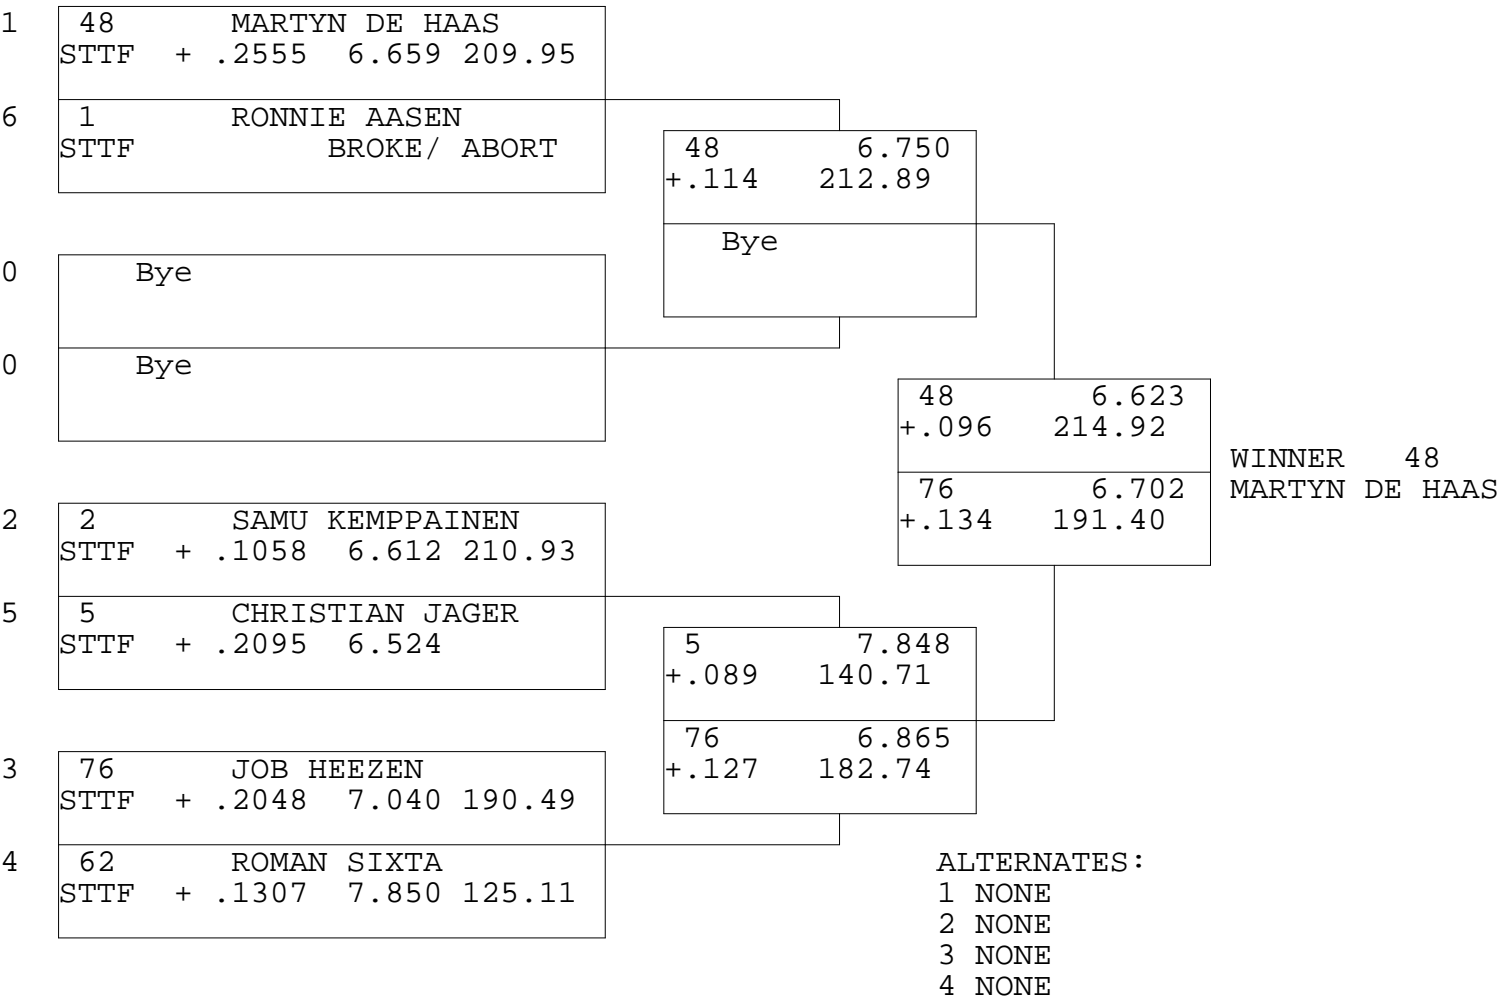 1 48 MARTYN DE HAAS
STTF + .2555 6.659 209.95
6 1 RONNIE AASEN
STTF BROKE/ ABORT
48 6.750
+.114 212.89
Bye
0 Bye
0 Bye
48 6.623
+.096 214.92
76 6.702
+.134 191.40
WINNER 48
MARTYN DE HAAS
2 2 SAMU KEMPPAINEN
STTF + .1058 6.612 210.93
5 5 CHRISTIAN JAGER
STTF + .2095 6.524
5 7.848
+.089 140.71
76 6.865
+.127 182.74
3 76 JOB HEEZEN
STTF + .2048 7.040 190.49
4 62 ROMAN SIXTA
STTF + .1307 7.850 125.11
ALTERNATES:
1 NONE
2 NONE
3 NONE
4 NONE